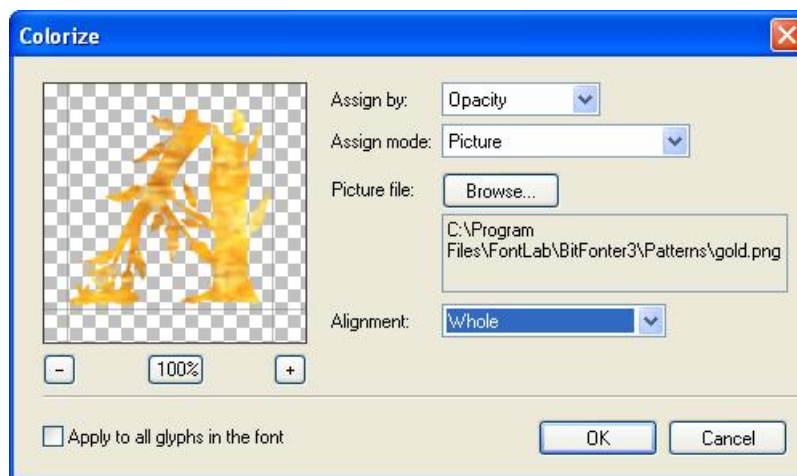 Colorize
Assign by: Opacity
Assign mode: Picture
Picture file: Browse...
C:\Program
Files\FontLab\BitFonter3\Patterns\gold.png
Alignment: Whole
- 100% +
Apply to all glyphs in the font
OK Cancel